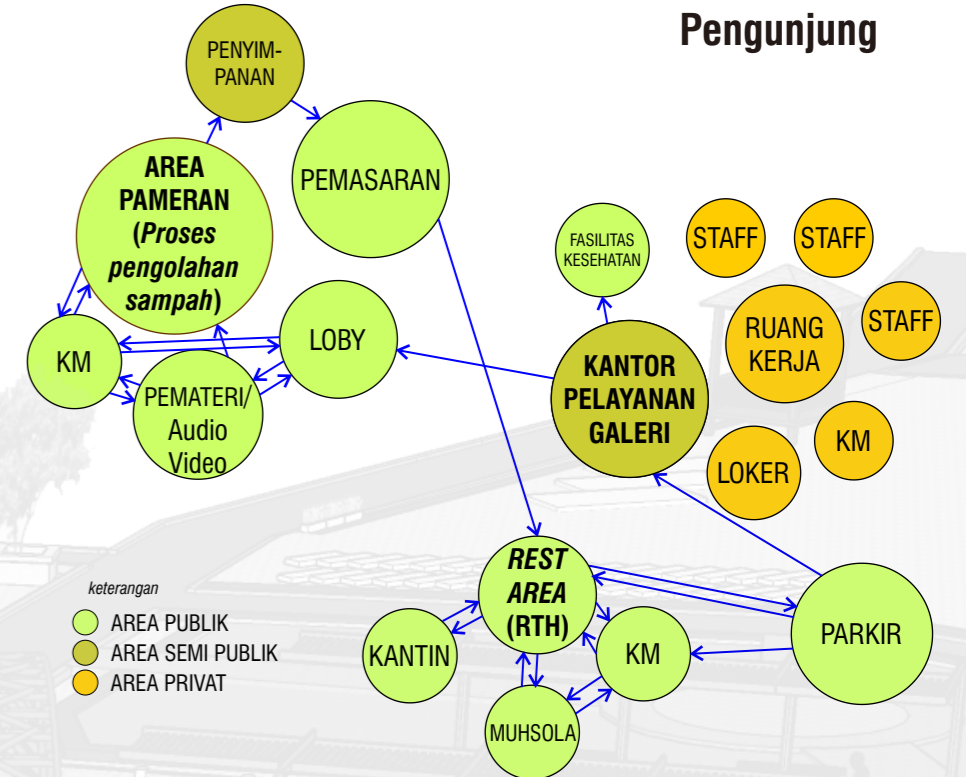 Pengunjung
PENYIM-
PANAN
PEMASARAN
AREA
PAMERAN
(Proses
pengolahan
sampah)
KM
LOBY
PEMATERI/
Audio
Video
FASILITAS
KESEHATAN
STAFF
STAFF
STAFF
RUANG
KERJA
KANTOR
PELAYANAN
GALERI
LOKER
KM
REST
AREA
(RTH)
KANTIN
KM
MUHSOLA
PARKIR
keterangan
AREA PUBLIK
AREA SEMI PUBLIK
AREA PRIVAT